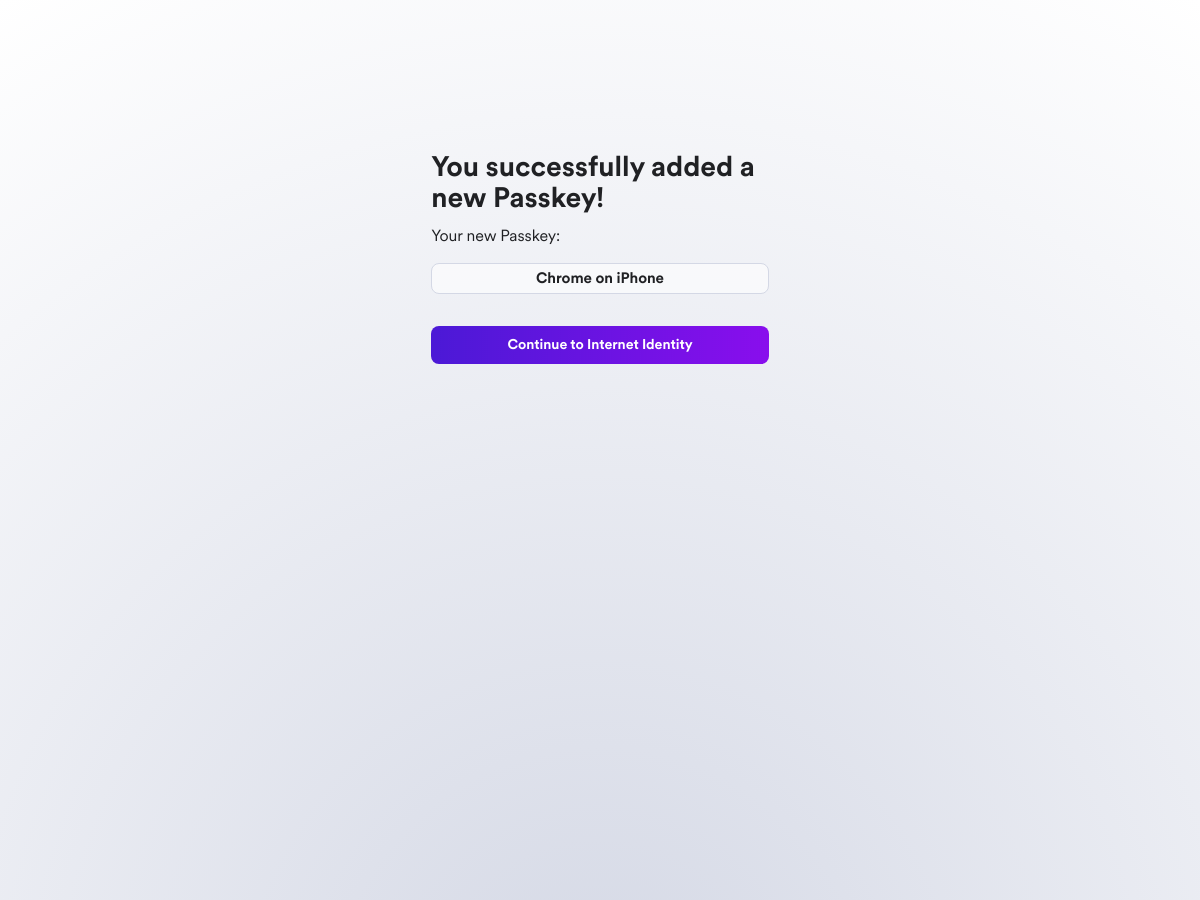 You successfully added a
new Passkey!
Your new Passkey:
Chrome on iPhone
Continue to Internet Identity